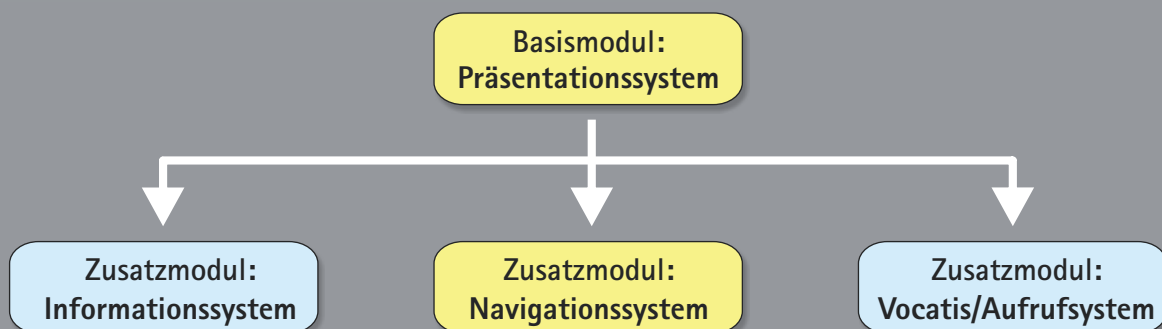 Basismodul:
Präsentationssystem
Zusatzmodul:
Informationssystem
Zusatzmodul:
Navigationssystem
Zusatzmodul:
Vocatis/Aufrufsystem